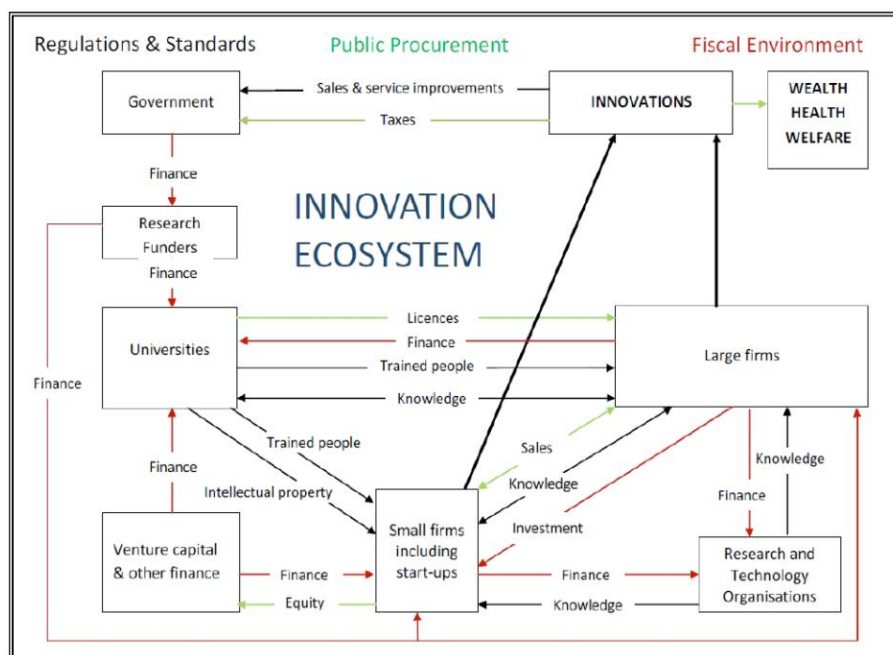 Regulations & Standards
Public Procurement
Fiscal Environment
Government
Sales & service improvements
Taxes
INNOVATIONS
WEALTH
HEALTH
WELFARE
Finance
Research
Funders
Finance
INNOVATION
ECOSYSTEM
Universities
Licences
Finance
Trained people
Knowledge
Large firms
Finance
Trained people
Intellectual property
Finance
Sales
Knowledge
Investment
Finance
Knowledge
Venture capital
& other finance
Finance
Equity
Small firms
including
start-ups
Finance
Knowledge
Research and
Technology
Organisations